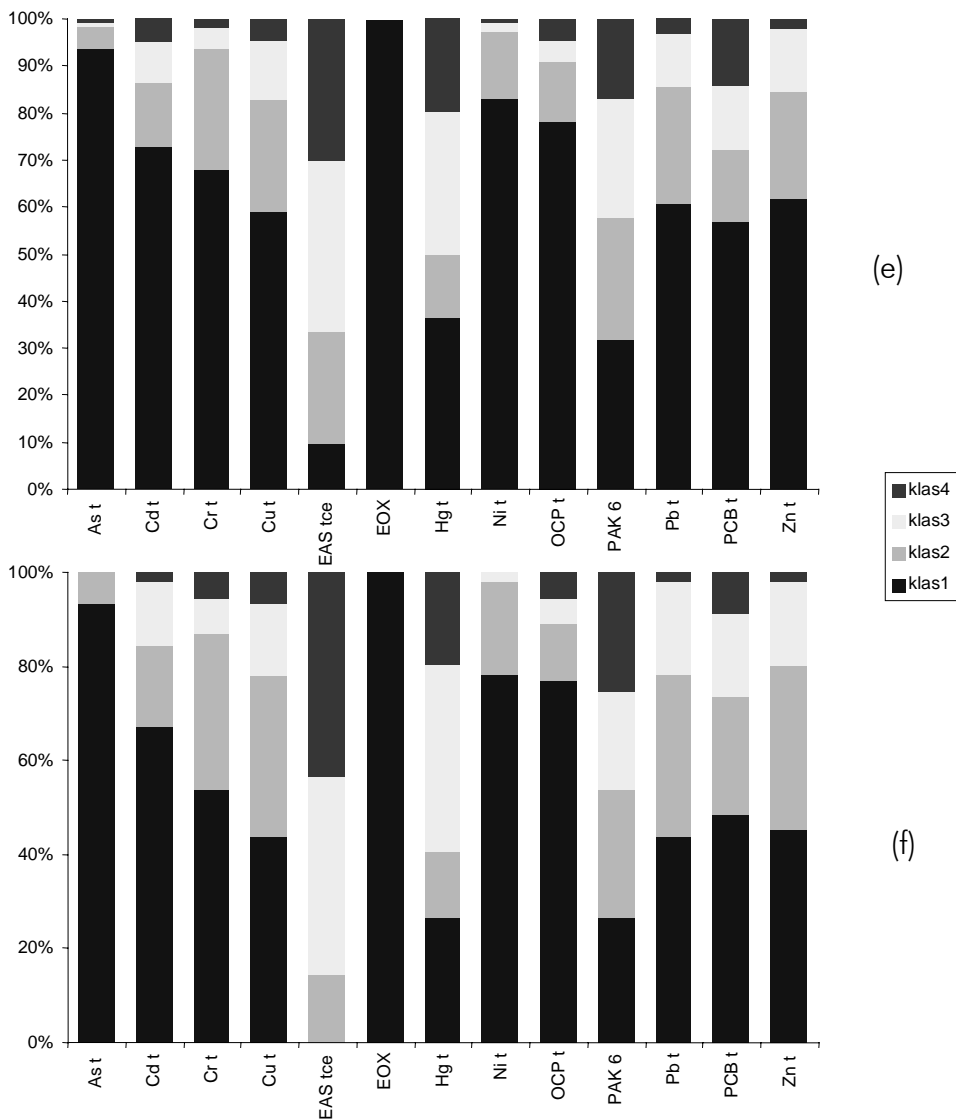 100%
90%
80%
70%
60%
50%
40%
30%
20%
10%
0%
As t
Cd t
Cr t
Cu t
EAS tce
EOX
Hg t
Ni t
OCP t
PAK 6
Pb t
PCB t
Zn t
(e)
klas4
klas3
klas2
klas1
100%
80%
60%
40%
20%
0%
As t
Cd t
Cr t
Cu t
EAS tce
EOX
Hg t
Ni t
OCP t
PAK 6
Pb t
PCB t
Zn t
(f)